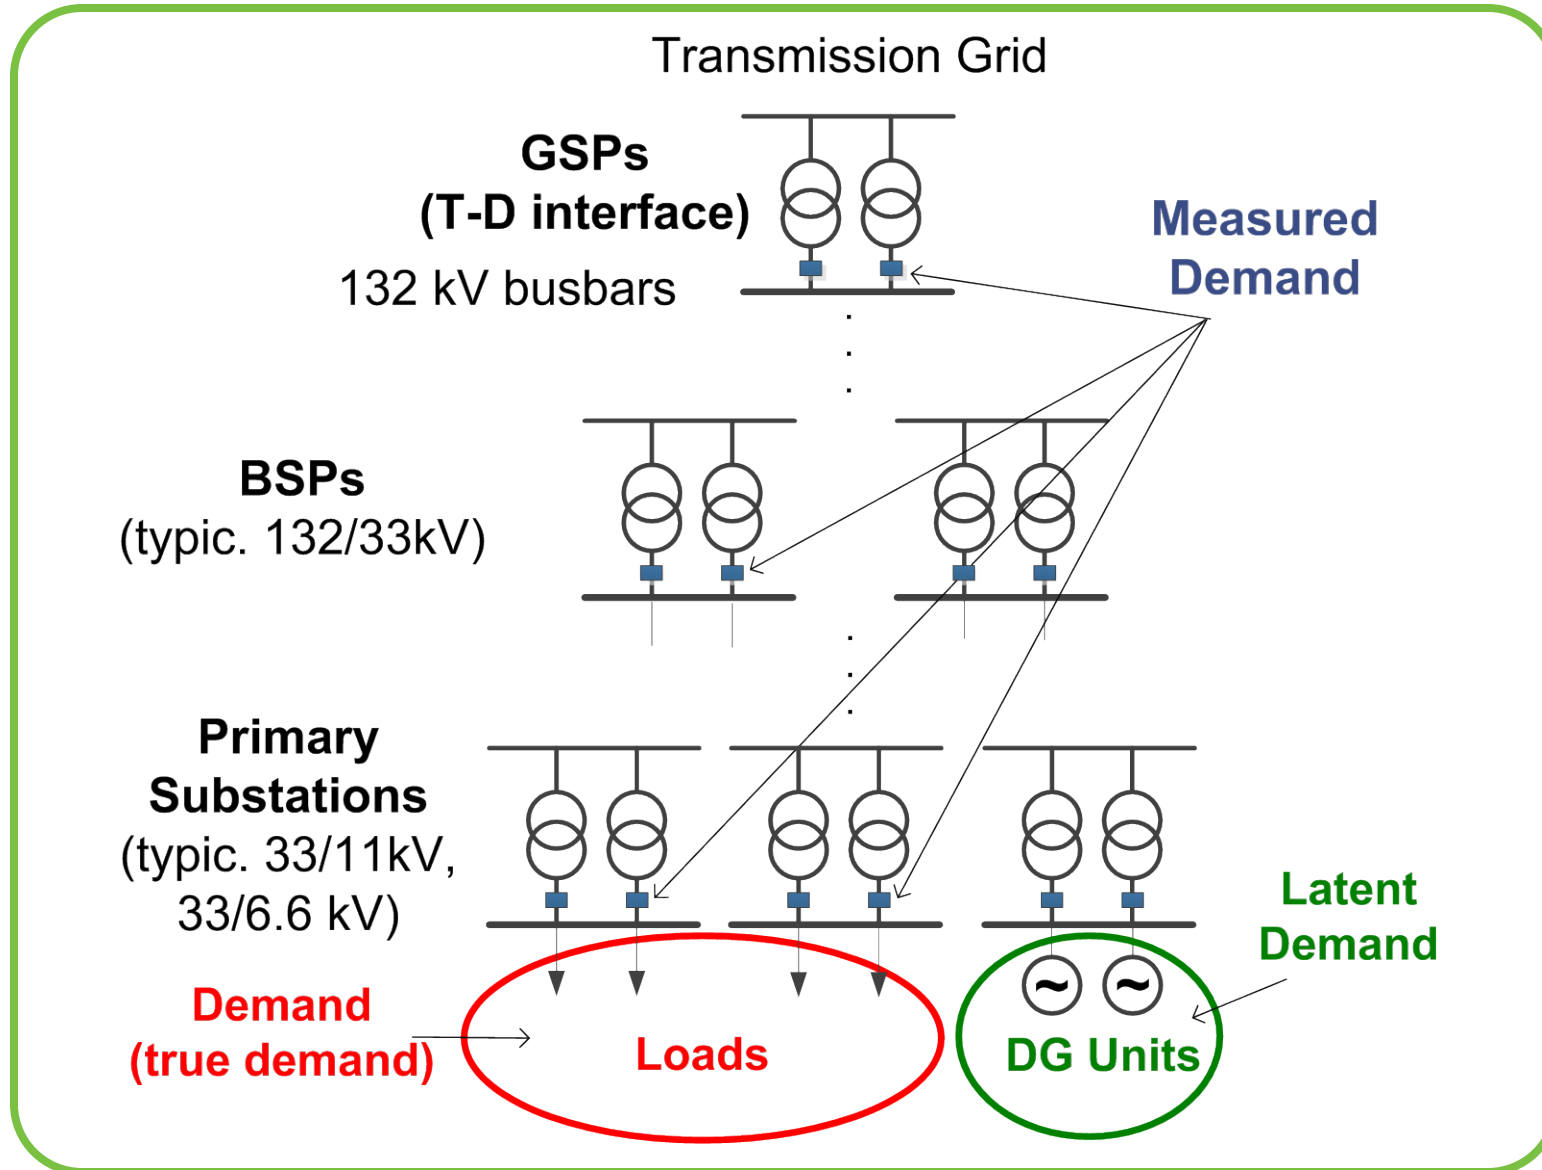 Transmission Grid
GSPs
(T-D interface)
132 kV busbars
Measured
Demand
BSPs
(typic. 132/33kV)
Primary
Substations
(typic. 33/11kV,
33/6.6 kV)
Latent
Demand
Demand
(true demand)
Loads
DG Units